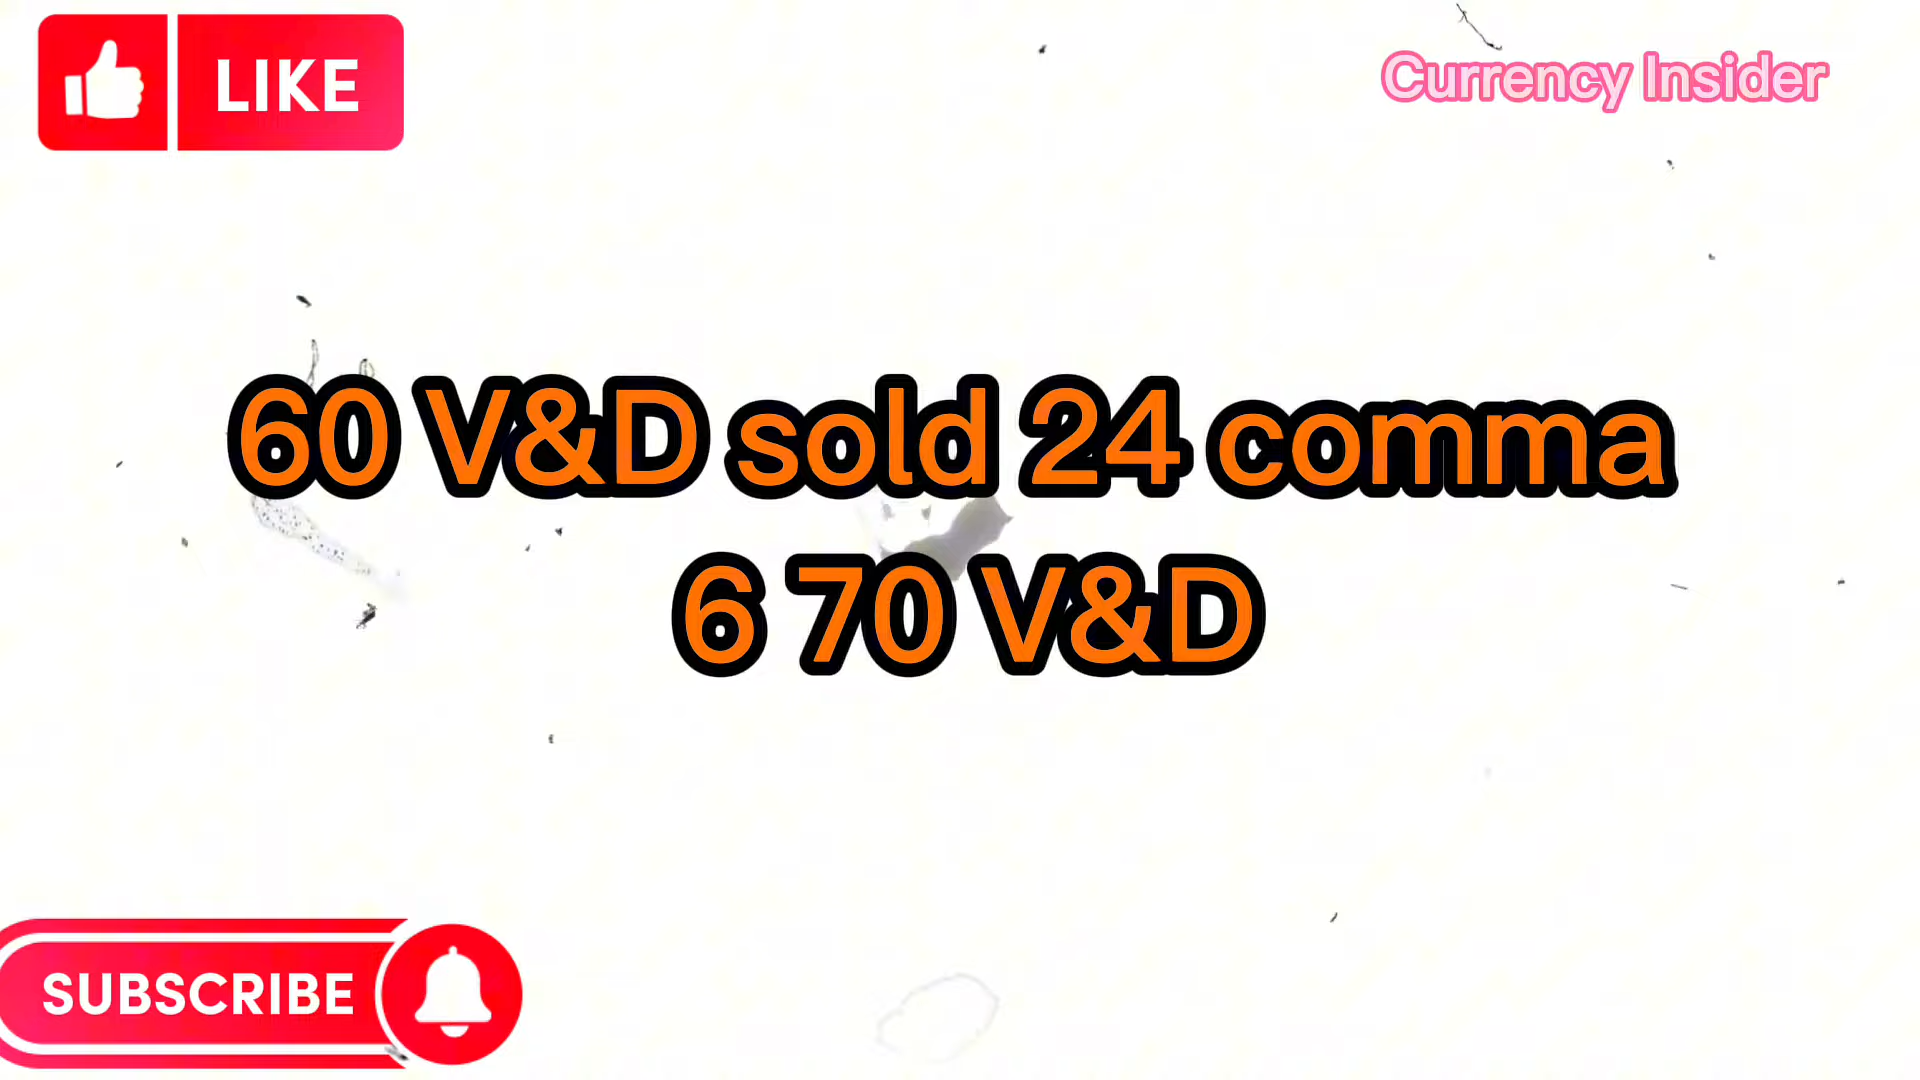 LIKE
Currency Insider
60 V&D sold 24 comma
6 70 V&D
SUBSCRIBE